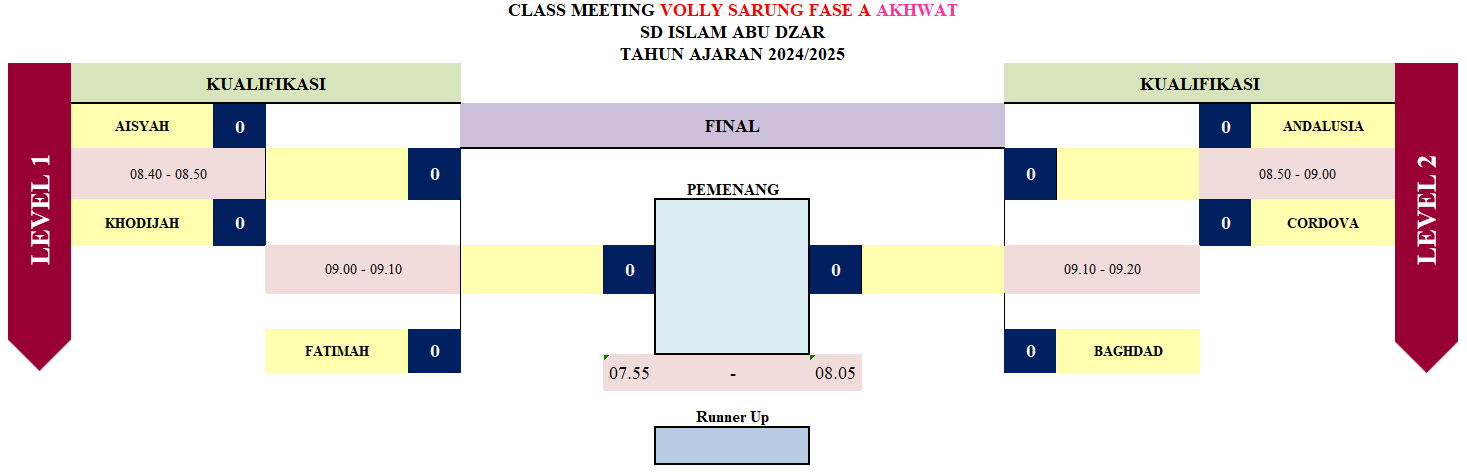 CLASS MEETING VOLLY SARUNG FASE A AKHWAT
SD ISLAM ABU DZAR
TAHUN AJARAN 2024/2025
LEVEL 1
KUALIFIKASI
AISYAH 0
08.40 - 08.50
KHODIJAH 0
0
09.00 - 09.10
FATIMAH 0
FINAL
PEMENANG
0
0
07.55 - 08.05
Runner Up
KUALIFIKASI
0 ANDALUSIA
08.50 - 09.00
0 CORDOVA
0
09.10 - 09.20
0 BAGHDAD
LEVEL 2